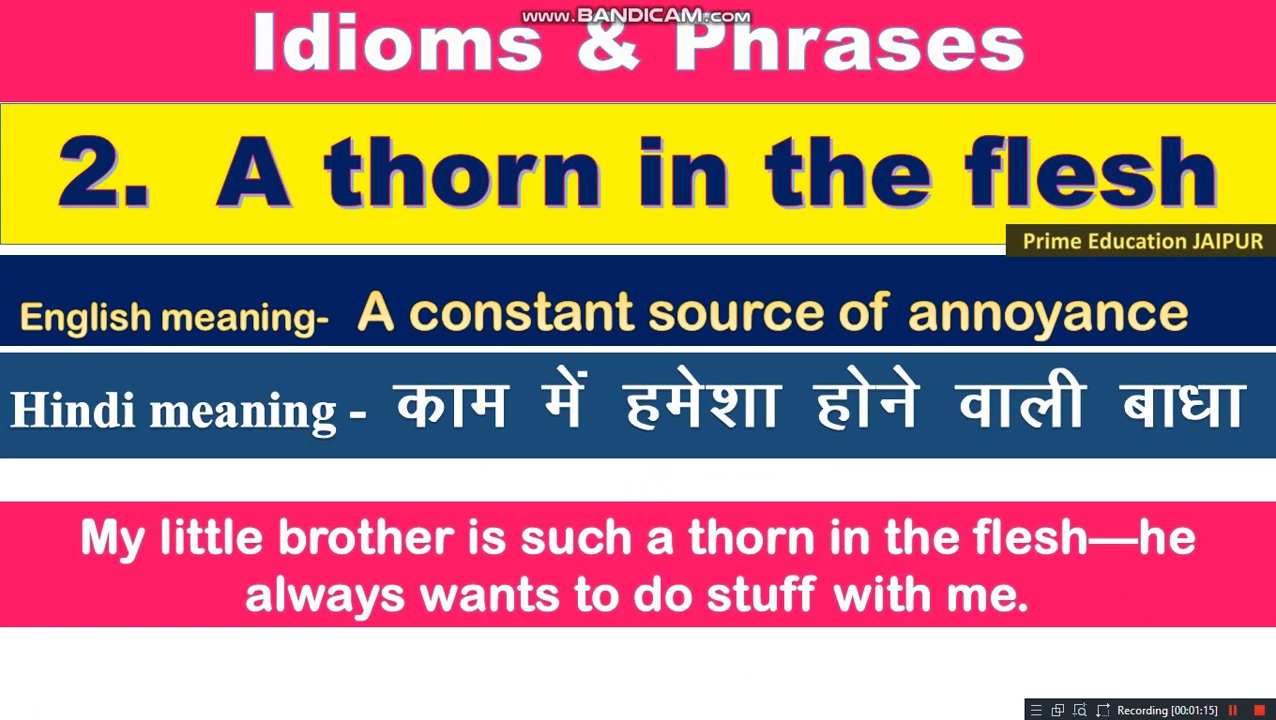 www.BANDICAM.com
Idioms & Phrases
2. A thorn in the flesh
Prime Education JAIPUR
English meaning- A constant source of annoyance
Hindi meaning - काम में हमेशा होने वाली बाधा
My little brother is such a thorn in the flesh—he
always wants to do stuff with me.
Recording [00:01:15]